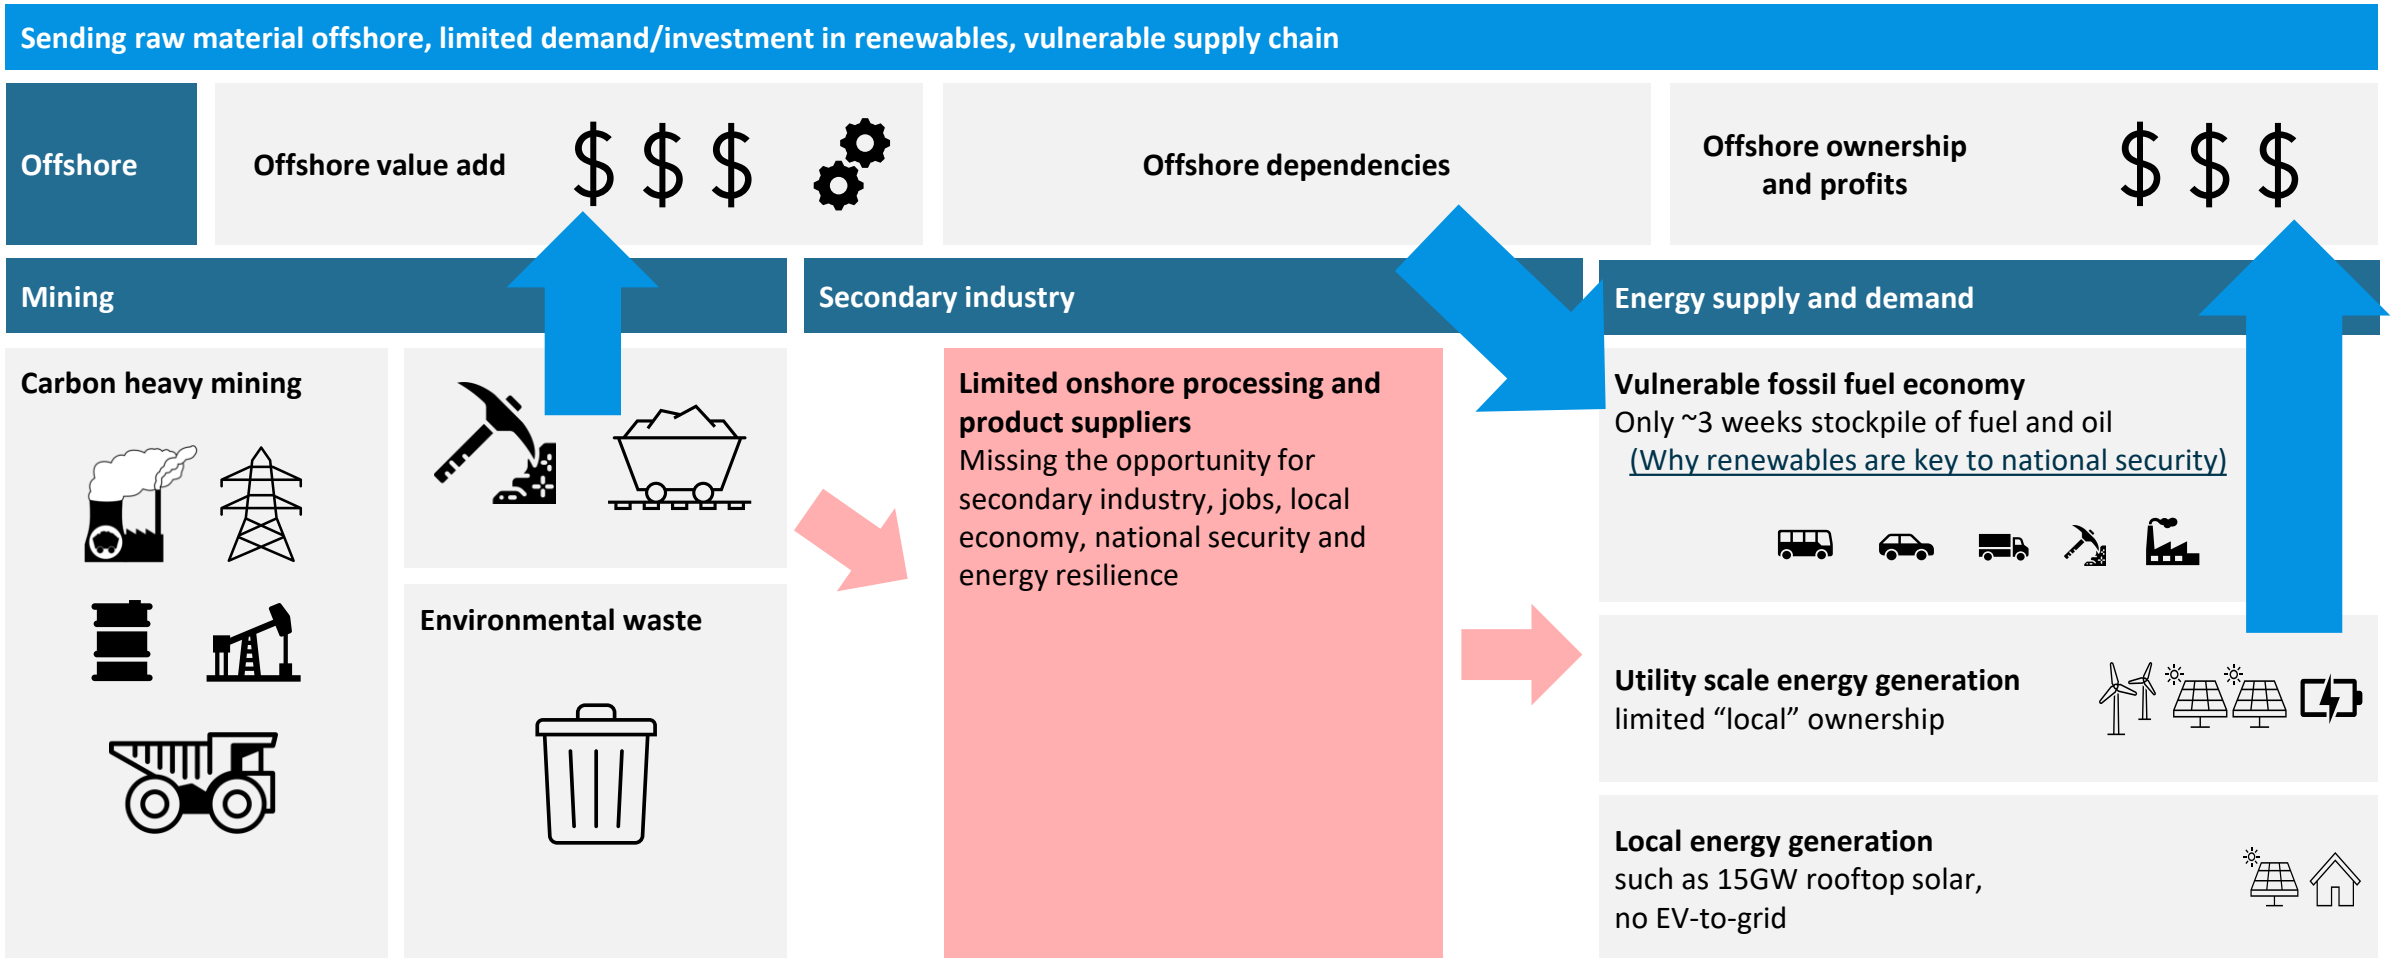 Sending raw material offshore, limited demand/investment in renewables, vulnerable supply chain
Offshore
Offshore value add
$ $ $
Offshore dependencies
Offshore ownership
and profits
$ $ $
Mining
Secondary industry
Energy supply and demand
Carbon heavy mining
Environmental waste
Limited onshore processing and
product suppliers
Missing the opportunity for
secondary industry, jobs, local
economy, national security and
energy resilience
Vulnerable fossil fuel economy
Only ~3 weeks stockpile of fuel and oil
(Why renewables are key to national security)
Utility scale energy generation
limited “local” ownership
Local energy generation
such as 15GW rooftop solar,
no EV-to-grid